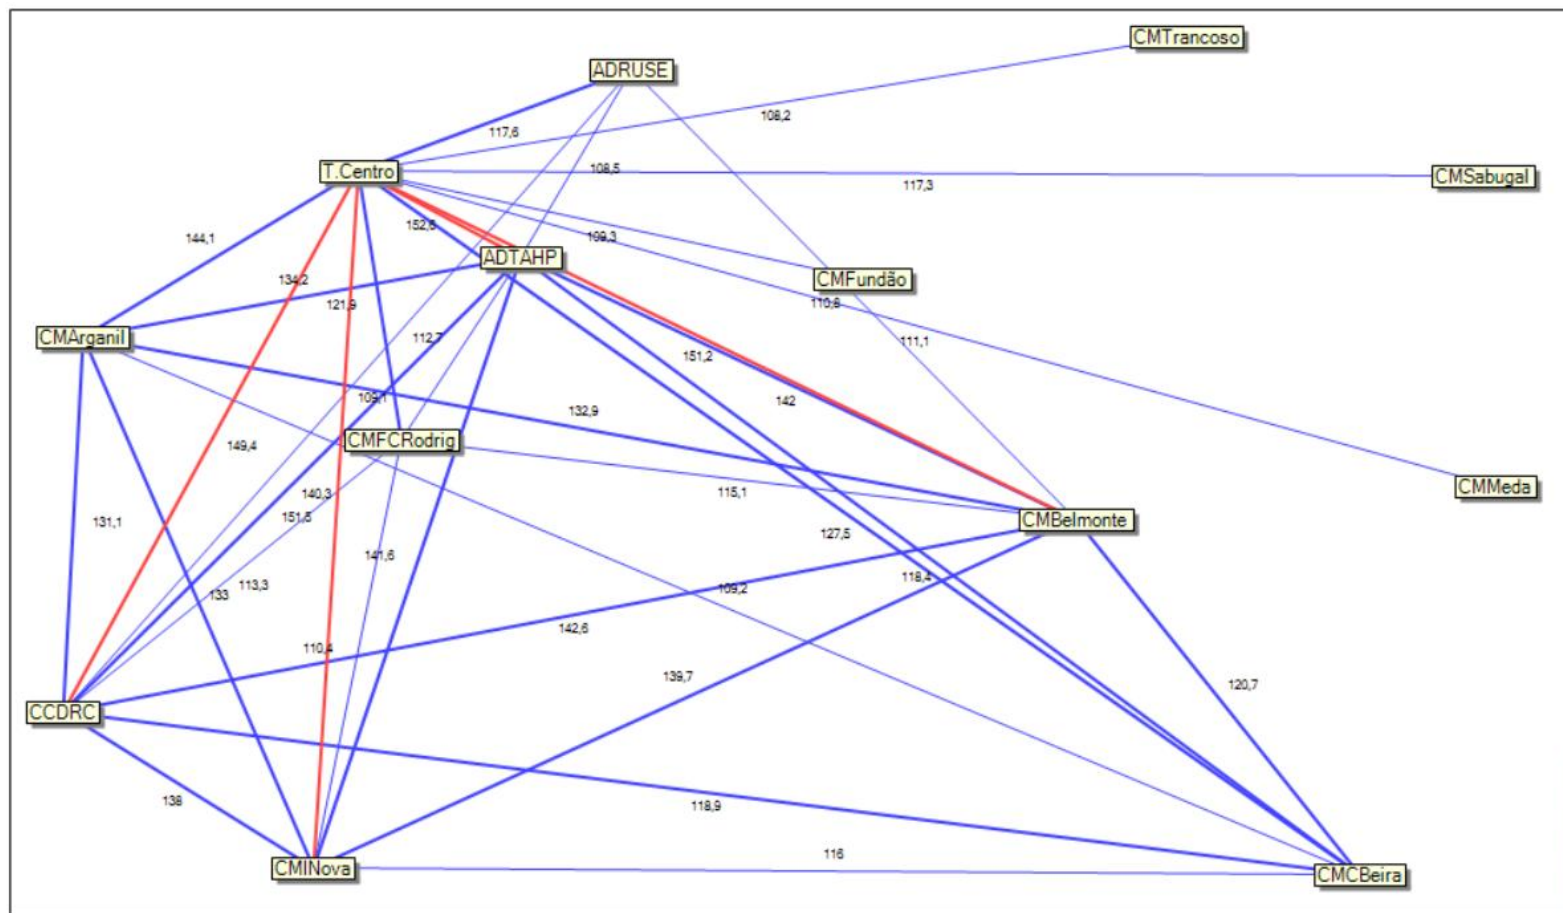 CMTrancoso
ADRUSE
108,2
117,6
T.Centro
108,5
CMSabugal
117,3
152,6
144,1
109,3
ADTAHP
CMFundão
134,2
121,9
110,8
CMArganil
112,7
111,1
151,2
109,1
142
132,9
CMFCRodrig
149,4
CMMeda
140,3
115,1
151,5
CMBelmonte
131,1
127,5
141,6
118,4
113,3
109,2
133
142,6
110,4
139,7
120,7
CCDRC
138
118,9
116
CMINova
CMCBeira